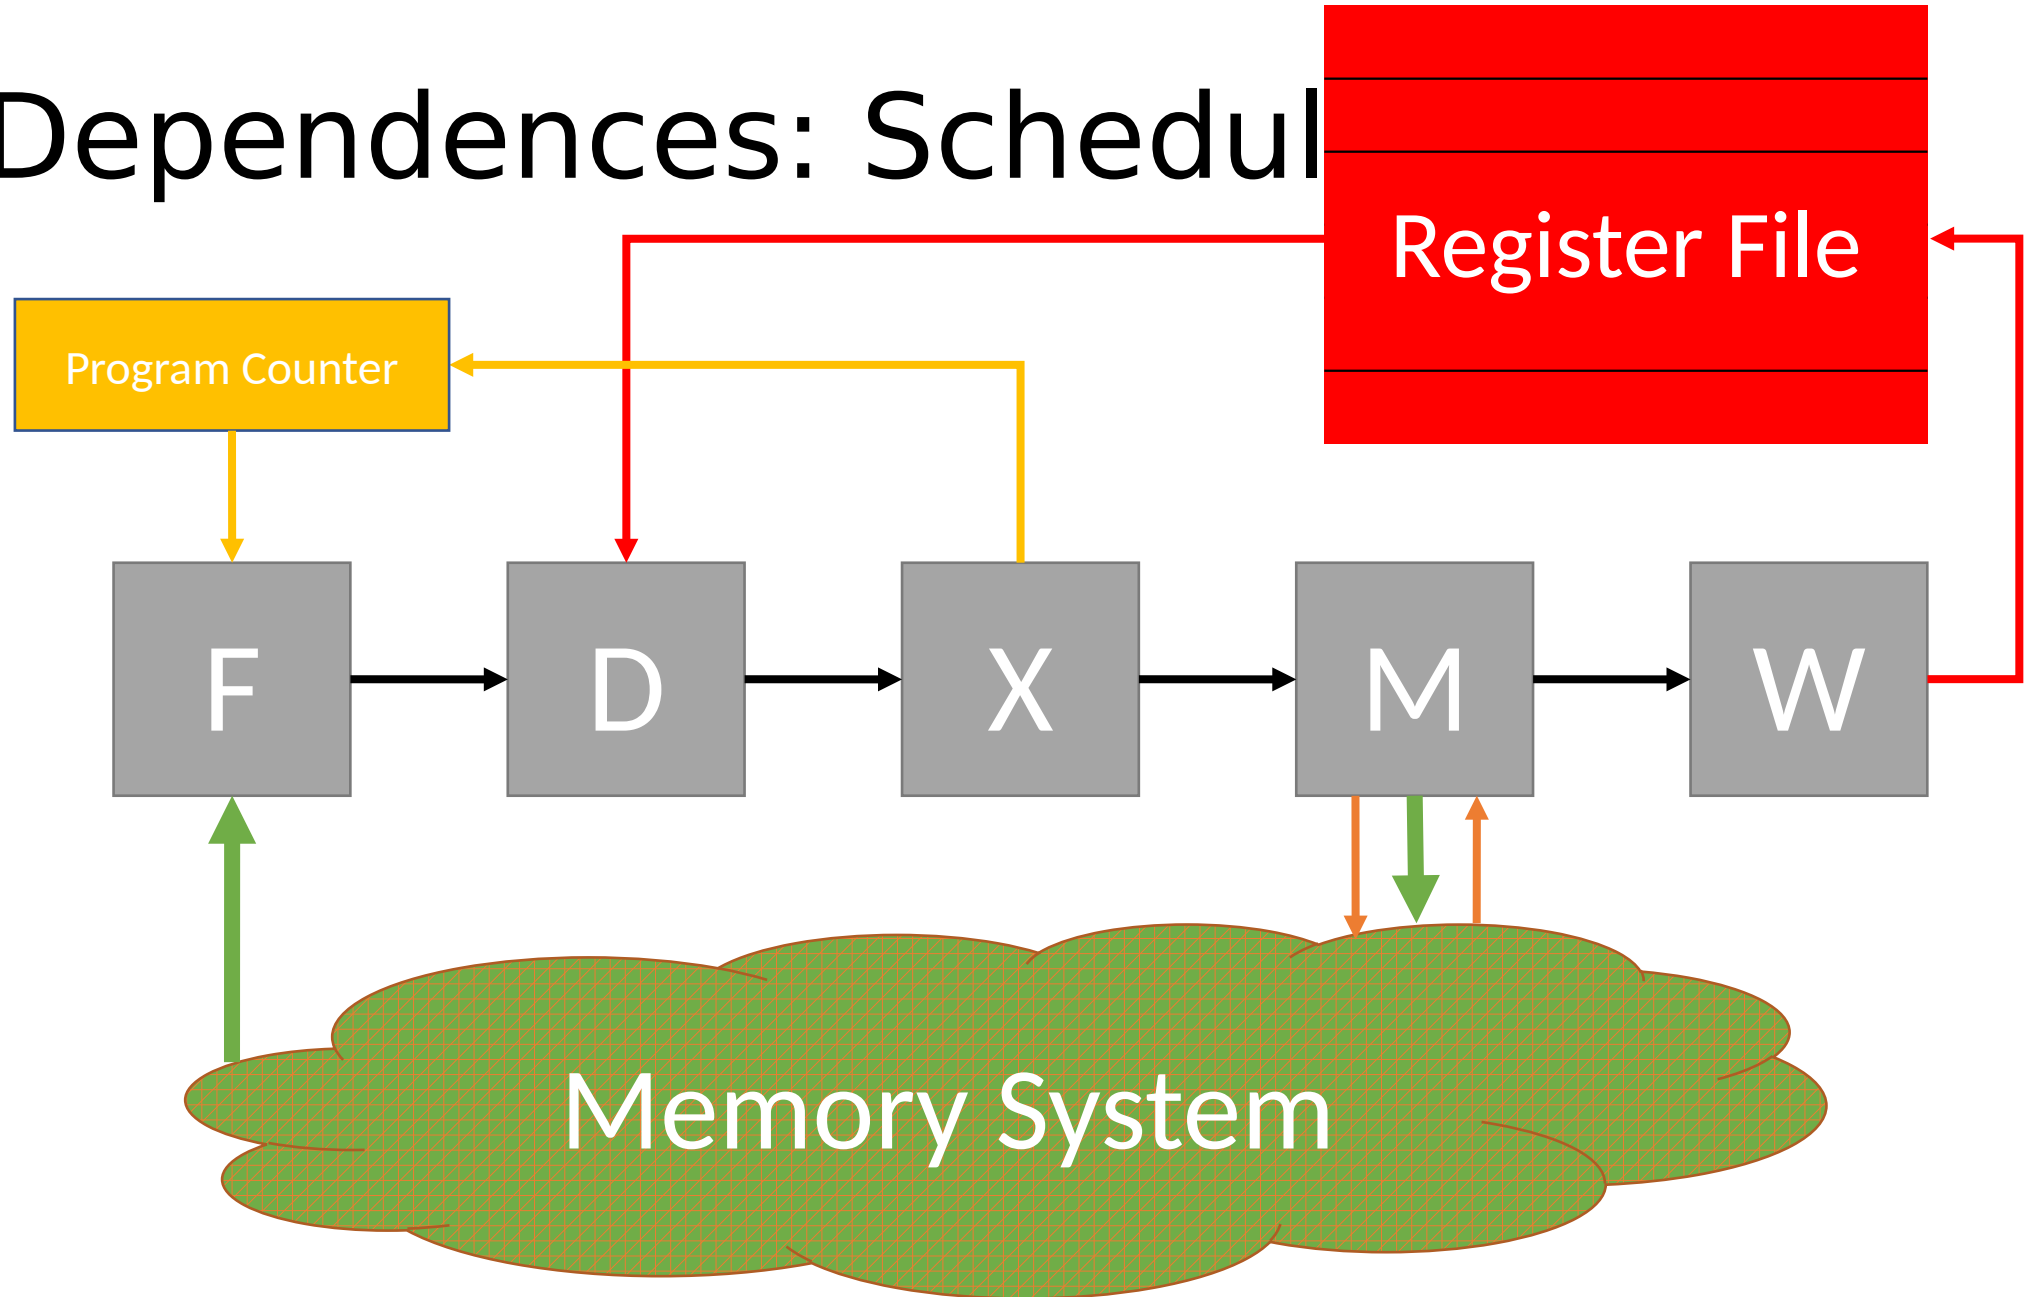 Dependences: Schedul
Register File
Program Counter
F
D
X
M
W
Memory System